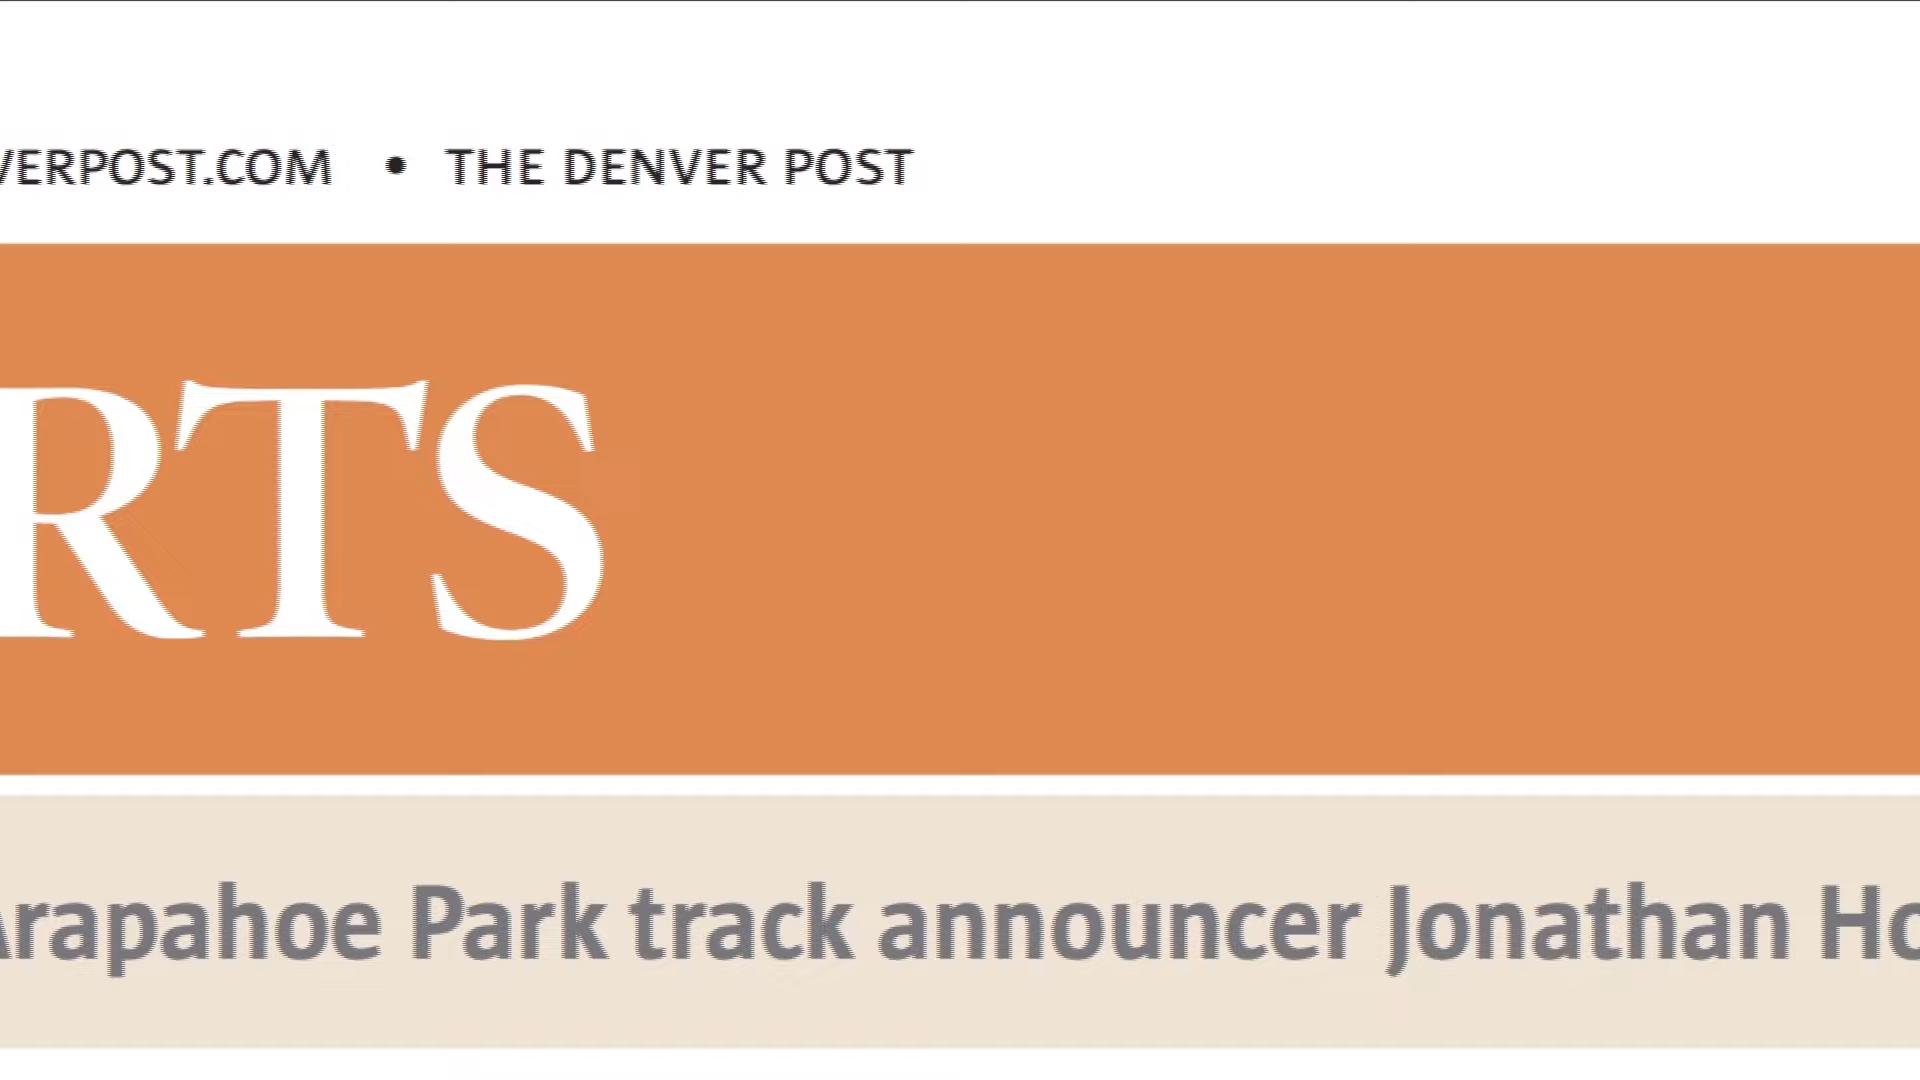 VERPOST.COM • THE DENVER POST
RTS
Arapahoe Park track announcer Jonathan Ho